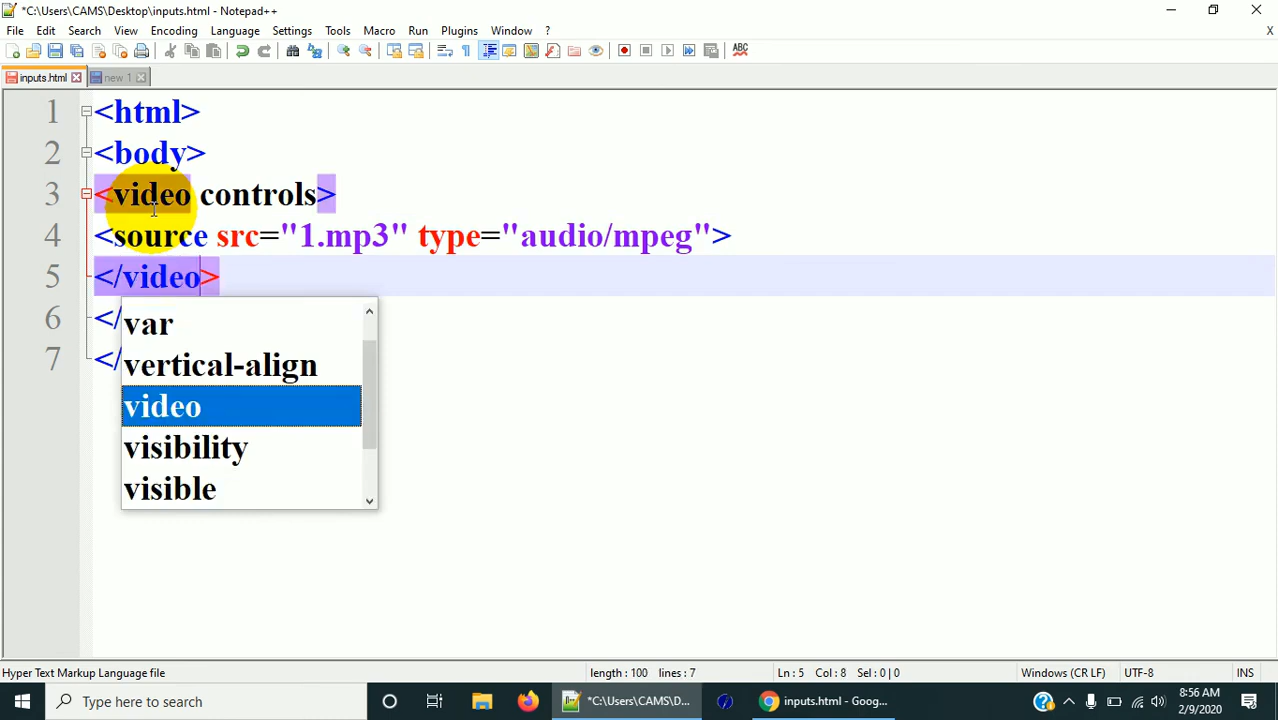 *C:\Users\CAMS\Desktop\inputs.html - Notepad++
File Edit Search View Encoding Language Settings Tools Macro Run Plugins Window ? X
inputs.html new 1
1 <html>
2 <body>
3 <video controls>
4 <source src="1.mp3" type="audio/mpeg">
5 </video>
6 </
7 </
var
vertical-align
video
visibility
visible
Hyper Text Markup Language file length : 100 lines : 7 Ln : 5 Col : 8 Sel : 0 | 0 Windows (CR LF) UTF-8 INS
Type here to search *C:\Users\CAMS\D... inputs.html - Goog... 8:56 AM
2/9/2020